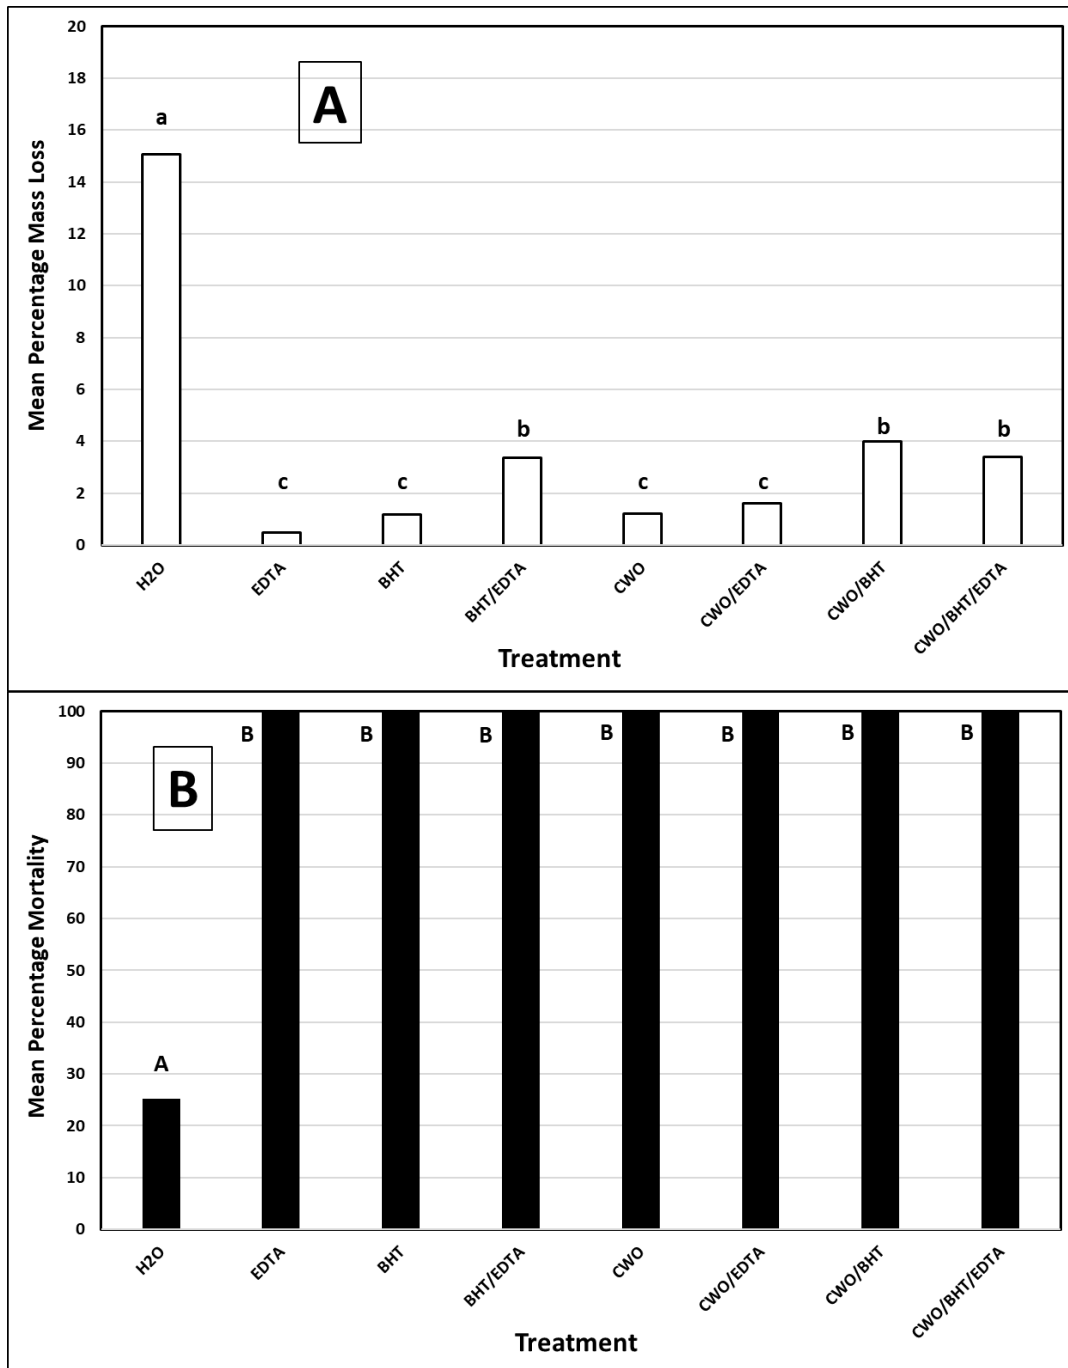 A
Mean Percentage Mass Loss
20
18
16
14
12
10
8
6
4
2
0
a
c
c
b
c
c
b
b
H2O
EDTA
BHT
BHT/EDTA
CWO
CWO/EDTA
CWO/BHT
CWO/BHT/EDTA
Treatment
B
Mean Percentage Mortality
100
90
80
70
60
50
40
30
20
10
0
A
B
B
B
B
B
B
B
H2O
EDTA
BHT
BHT/EDTA
CWO
CWO/EDTA
CWO/BHT
CWO/BHT/EDTA
Treatment